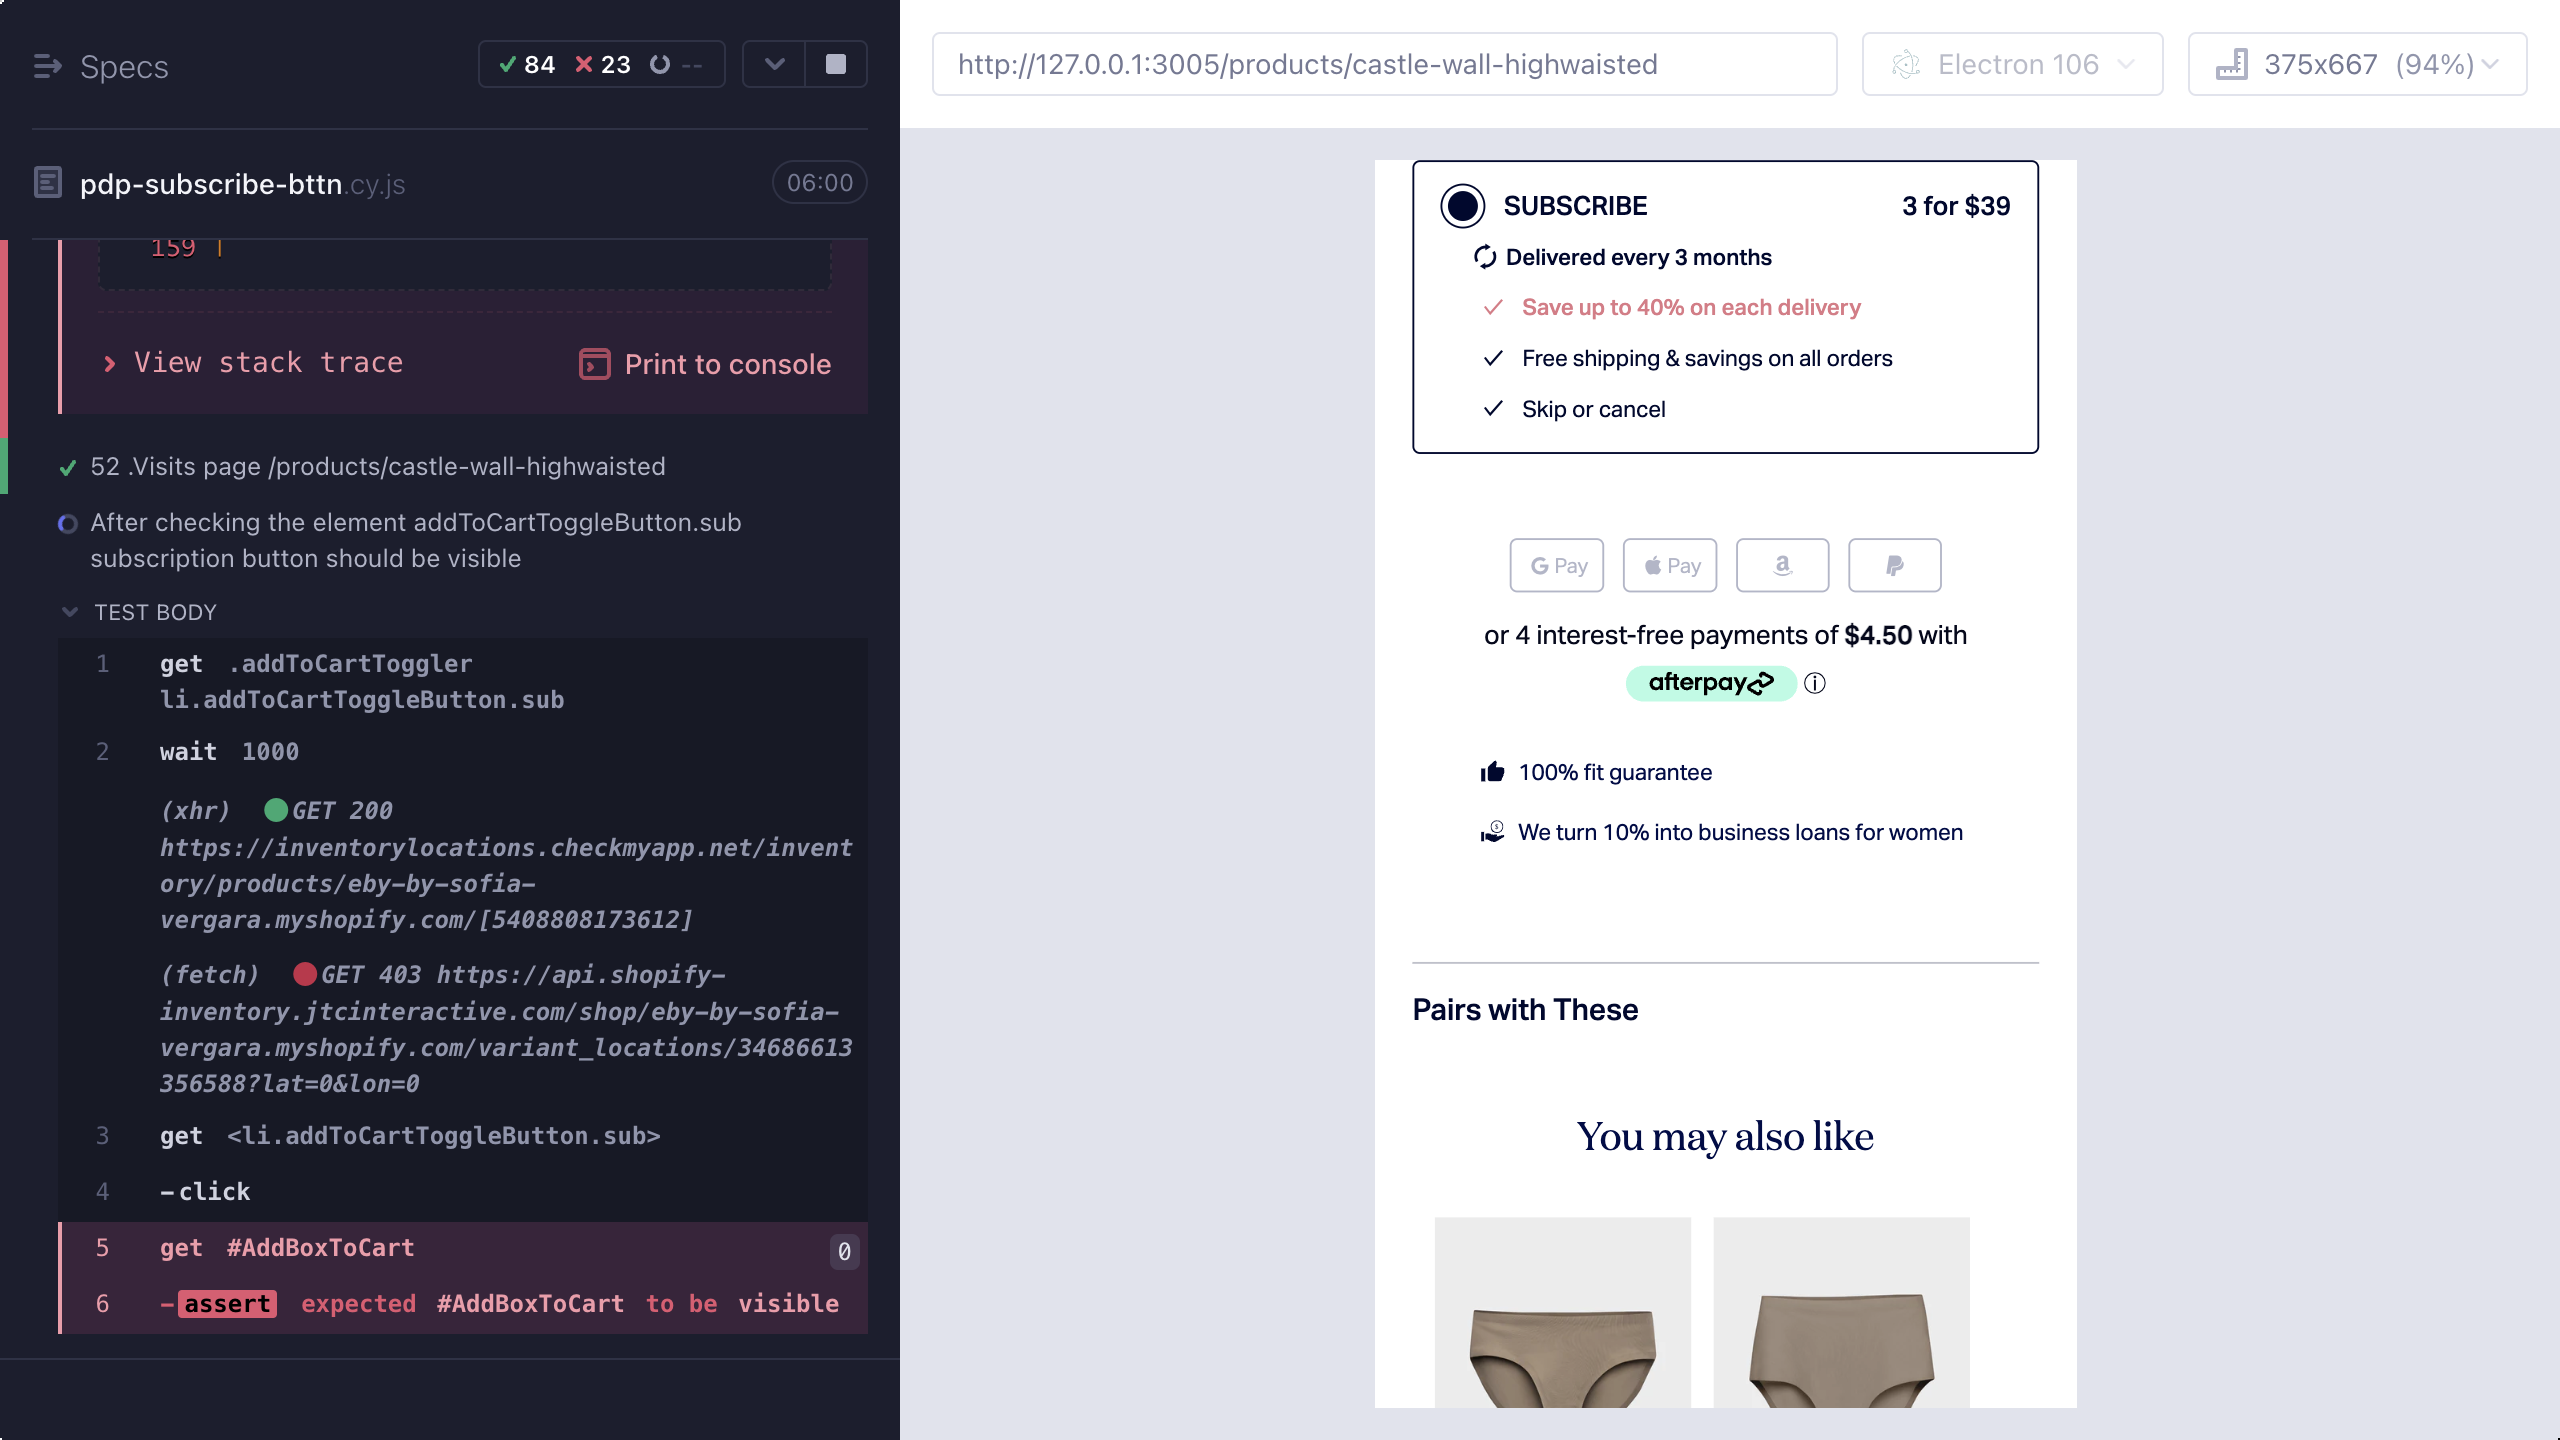 Specs
84 23 --
pdp-subscribe-bttn.cy.js
06:00
159 |
View stack trace
Print to console
52 .Visits page /products/castle-wall-highwaisted
After checking the element addToCartToggleButton.sub
subscription button should be visible
TEST BODY
1 get .addToCartToggler
li.addToCartToggleButton.sub
2 wait 1000
(xhr) GET 200
https://inventorylocations.checkmyapp.net/invent
ory/products/eby-by-sofia-
vergara.myshopify.com/[5408808173612]
(fetch) GET 403 https://api.shopify-
inventory.jtcinteractive.com/shop/eby-by-sofia-
vergara.myshopify.com/variant_locations/34686613
356588?lat=0&lon=0
3 get <li.addToCartToggleButton.sub>
4 -click
5 get #AddBoxToCart 0
6 -assert expected #AddBoxToCart to be visible
http://127.0.0.1:3005/products/castle-wall-highwaisted
Electron 106
375x667 (94%)
SUBSCRIBE 3 for $39
Delivered every 3 months
Save up to 40% on each delivery
Free shipping & savings on all orders
Skip or cancel
G Pay
Pay
a
P
or 4 interest-free payments of $4.50 with
afterpay
100% fit guarantee
We turn 10% into business loans for women
Pairs with These
You may also like